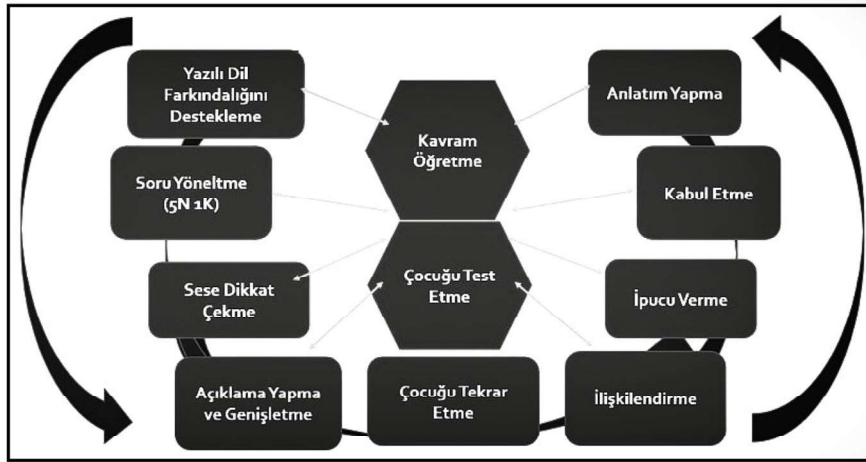 Yazılı Dil
Farkındalığını
Destekleme
Kavram
Öğretme
Anlatım Yapma
Soru Yöneltme
(5N 1K)
Kabul Etme
Sese Dikkat
Çekme
Çocuğu Test
Etme
İpucu Verme
Açıklama Yapma
ve Genişletme
Çocuğu Tekrar
Etme
İlişkilendirme